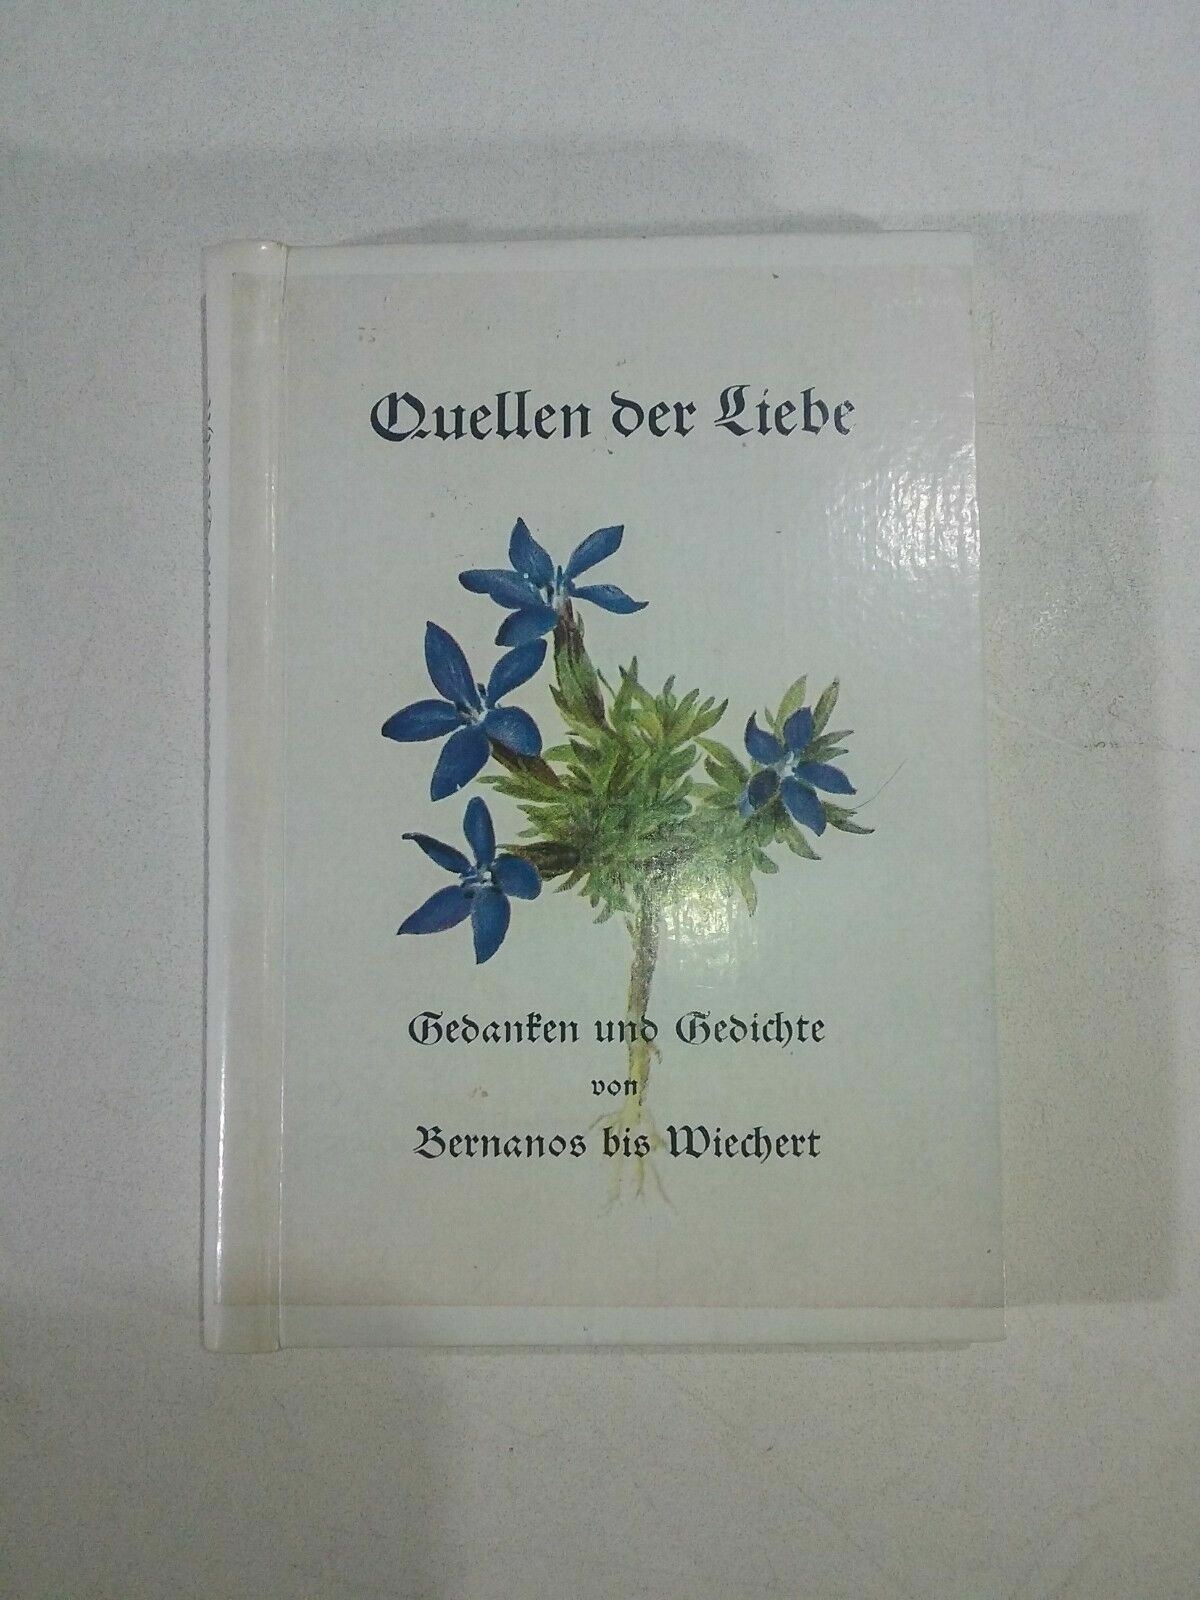 Quellen der Liebe
Gedanken und Gedichte
von
Bernanos bis Wiechert